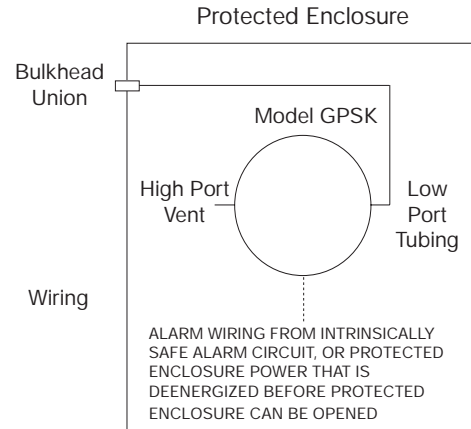 Protected Enclosure
Bulkhead
Union
Model GPSK
High Port
Vent
Low
Port
Tubing
Wiring
ALARM WIRING FROM INTRINSICALLY
SAFE ALARM CIRCUIT, OR PROTECTED
ENCLOSURE POWER THAT IS
DEENERGIZED BEFORE PROTECTED
ENCLOSURE CAN BE OPENED